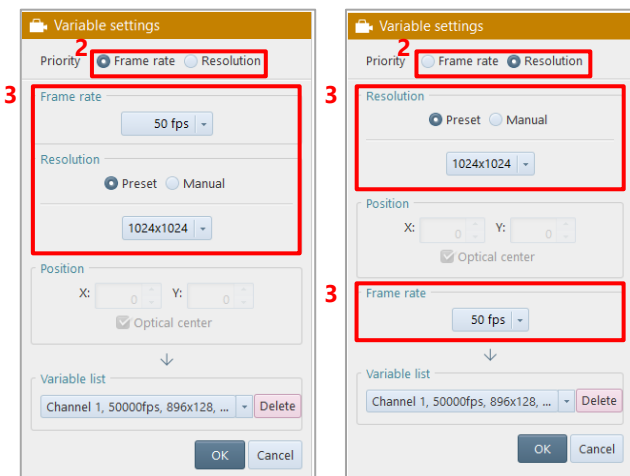 Variable settings
2
Priority Frame rate Resolution
3
Frame rate
50 fps
Resolution
Preset Manual
1024x1024
Position
X: 0 Y: 0
Optical center
Variable list
Channel 1, 50000fps, 896x128, ... Delete
OK Cancel
Variable settings
2
Priority Frame rate Resolution
3
Resolution
Preset Manual
1024x1024
Position
X: 0 Y: 0
Optical center
3
Frame rate
50 fps
Variable list
Channel 1, 50000fps, 896x128, ... Delete
OK Cancel